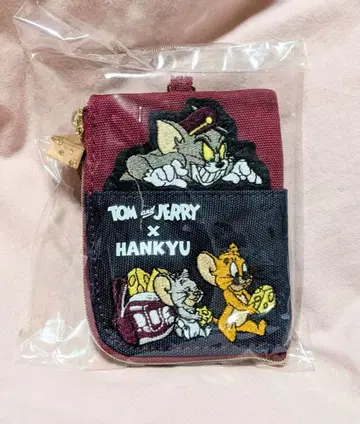 TOM and JERRY
×
HANKYU